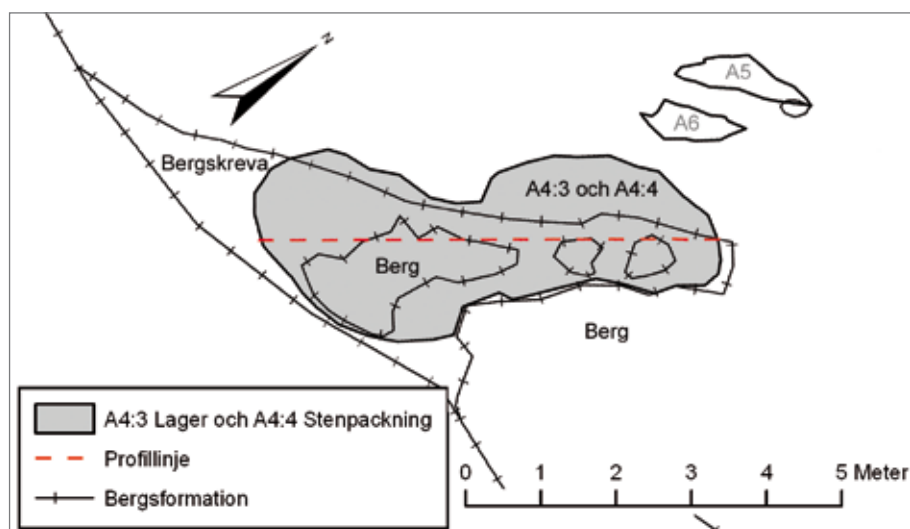 N
A5
A6
Bergskreva
A4:3 och A4:4
Berg
Berg
A4:3 Lager och A4:4 Stenpackning
Profillinje
Bergsformation
0 1 2 3 4 5 Meter